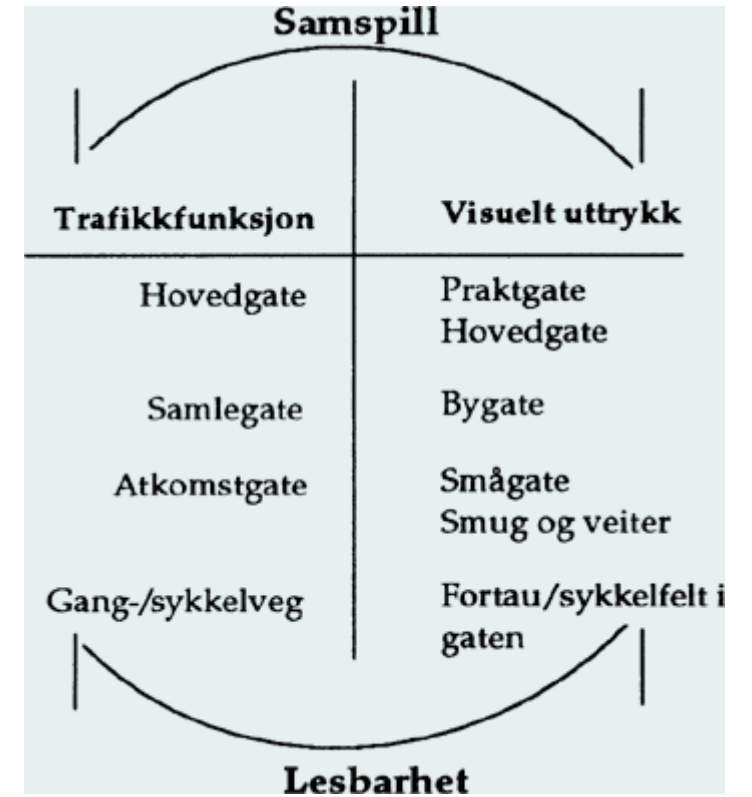 Samspill
Trafikkfunksjon
Visuelt uttrykk
Hovedgate
Praktgate
Hovedgate
Samlegate
Bygate
Atkomstgate
Smågate
Smug og veiter
Gang-/sykkelveg
Fortau/sykkelfelt i
gaten
Lesbarhet